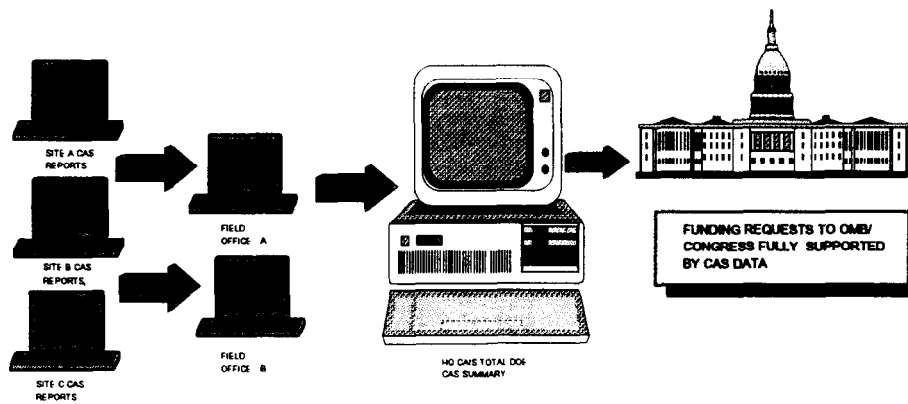 SITE A CAS
REPORTS
SITE B CAS
REPORTS,
SITE C CAS
REPORTS
FIELD
OFFICE A
FIELD
OFFICE B
HQ CAIS TOTAL DOE
CAS SUMMARY
FUNDING REQUESTS TO OMB/
CONGRESS FULLY SUPPORTED
BY CAS DATA